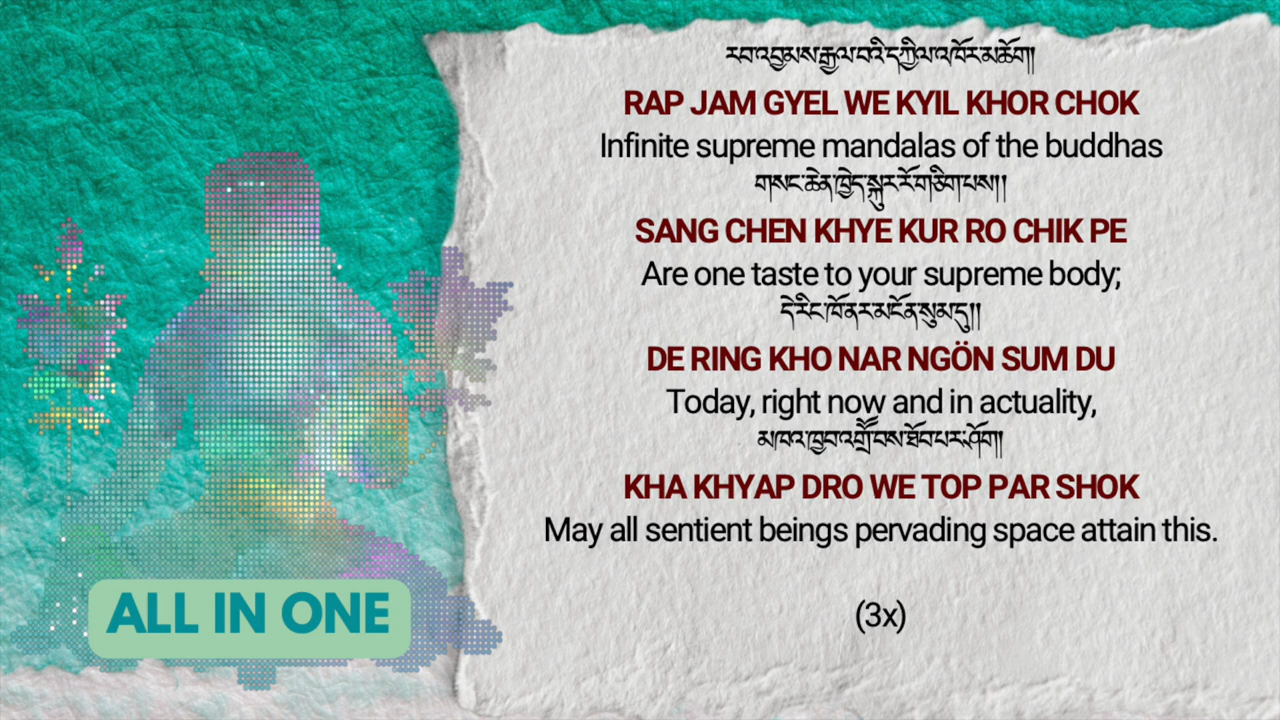 རབ་འབྱམས་རྒྱལ་བའི་དཀྱིལ་འཁོར་མཆོག།
RAP JAM GYEL WE KYIL KHOR CHOK
Infinite supreme mandalas of the buddhas
གསང་ཆེན་ཁྱེད་སྐུར་རོ་གཅིག་པས།།
SANG CHEN KHYE KUR RO CHIK PE
Are one taste to your supreme body;
དེ་རིང་ཁོ་ནར་མངོན་སུམ་དུ།།
DE RING KHO NAR NGÖN SUM DU
Today, right now and in actuality,
མཁའ་ཁྱབ་འགྲོ་བས་ཐོབ་པར་ཤོག།
KHA KHYAP DRO WE TOP PAR SHOK
May all sentient beings pervading space attain this.
(3x)
ALL IN ONE